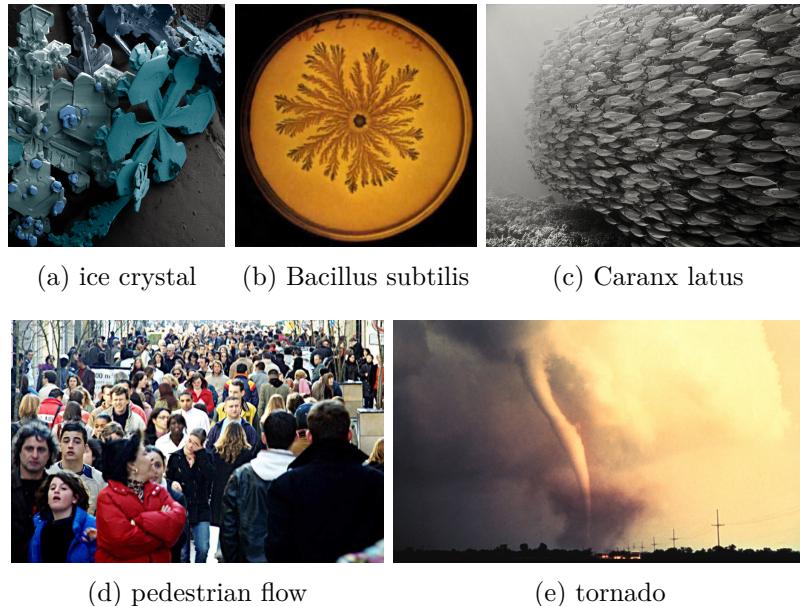 (a) ice crystal
(b) Bacillus subtilis
(c) Caranx latus
(d) pedestrian flow
(e) tornado